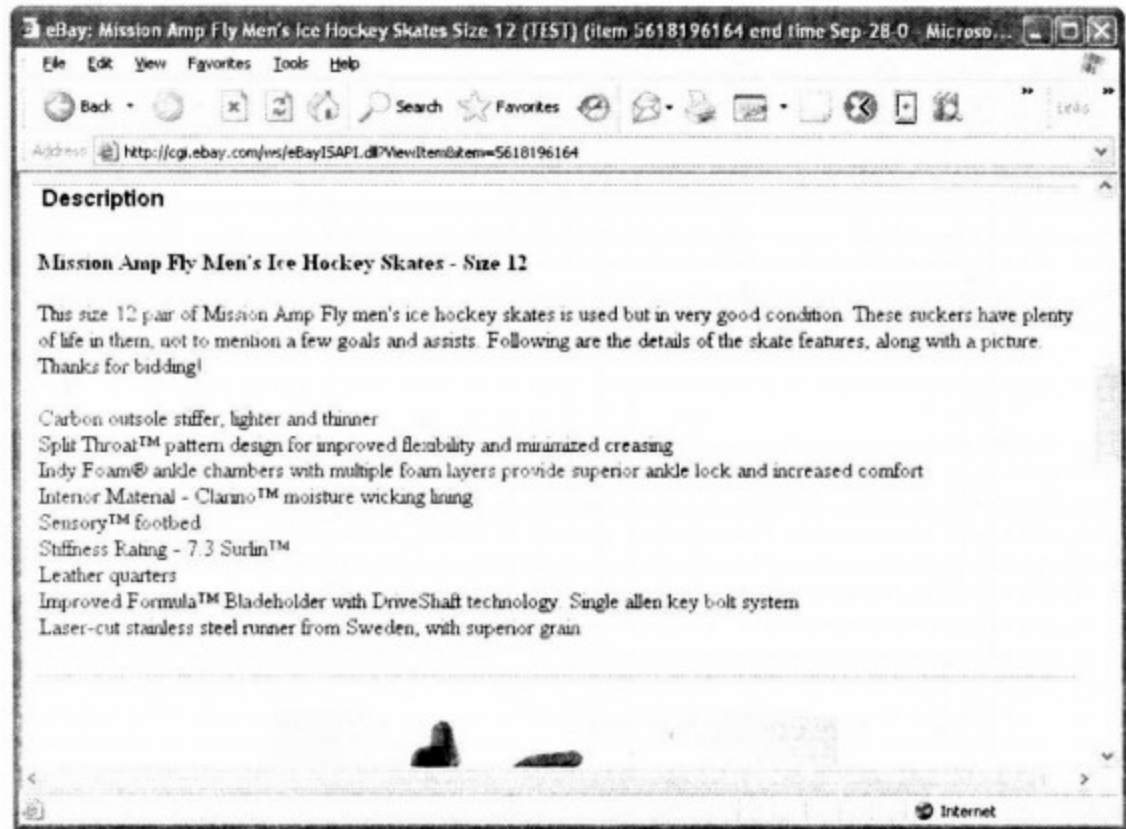 eBay: Mission Amp Fly Men's Ice Hockey Skates Size 12 (TEST) (item 5618196164 end time Sep-28-0 Microso...
File Edit View Favorites Tools Help
Back Search Favorites Links
Address http://cgi.ebay.com/ws/eBayISAPI.dll?ViewItem&item=5618196164
Description
Mission Amp Fly Men's Ice Hockey Skates - Size 12
This size 12 pair of Mission Amp Fly men's ice hockey skates is used but in very good condition. These suckers have plenty
of life in them, not to mention a few goals and assists. Following are the details of the skate features, along with a picture.
Thanks for bidding!
Carbon outsole stiffer, lighter and thinner
Split Throat™ pattern design for improved flexibility and minimized creasing
Indy Foam® ankle chambers with multiple foam layers provide superior ankle lock and increased comfort
Interior Material - Clarino™ moisture wicking lining
Sensory™ footbed
Stiffness Rating - 7.3 Surlin™
Leather quarters
Improved Formula™ Bladeholder with DriveShaft technology. Single allen key bolt system
Laser-cut stainless steel runner from Sweden, with superior grain
Internet